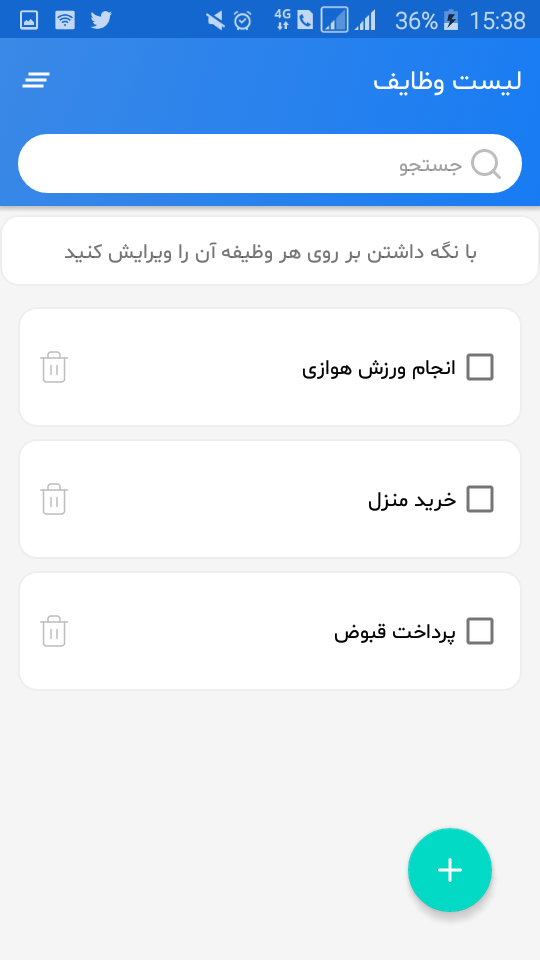 4G 36% 15:38
لیست وظایف
جستجو
با نگه داشتن بر روی هر وظیفه آن را ویرایش کنید
انجام ورزش هوازی
خرید منزل
پرداخت قبوض